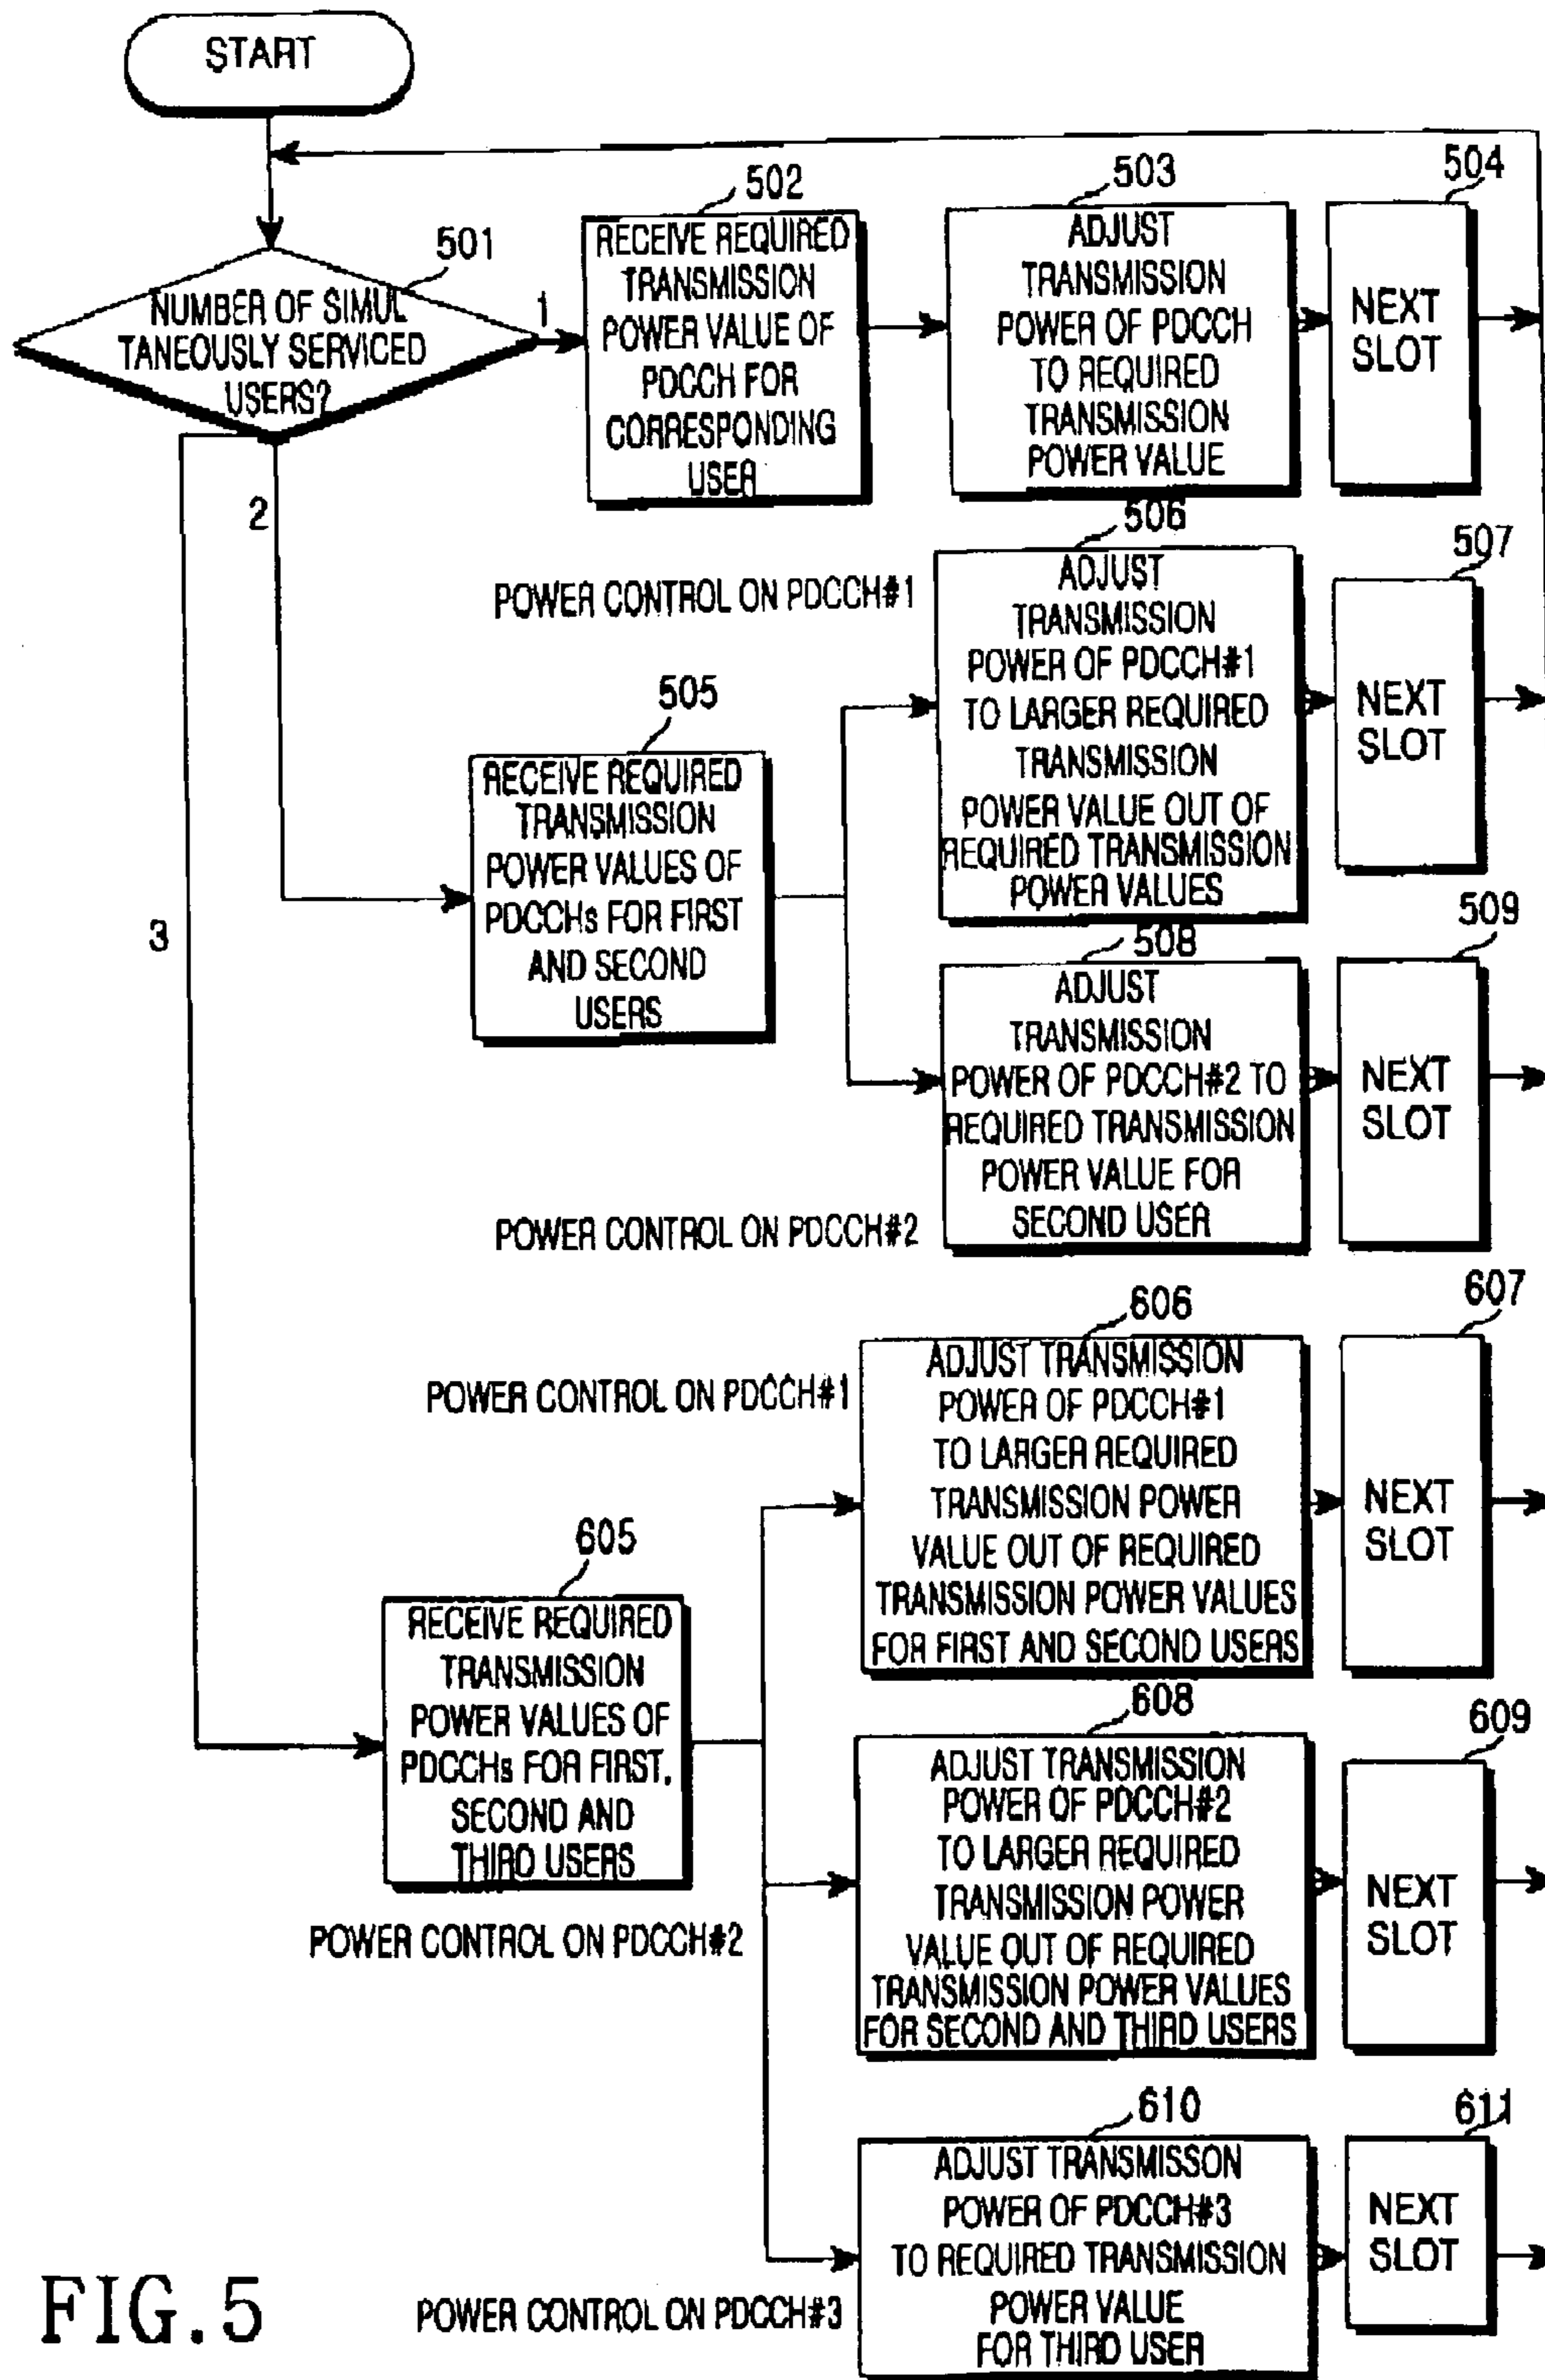 START
501
NUMBER OF SIMUL
TANEOUSLY SERVICED
USERS?
1
2
3
502
RECEIVE REQUIRED
TRANSMISSION
POWER VALUE OF
PDCCH FOR
CORRESPONDING
USER
503
ADJUST
TRANSMISSION
POWER OF PDCCH
TO REQUIRED
TRANSMISSION
POWER VALUE
504
NEXT
SLOT
505
RECEIVE REQUIRED
TRANSMISSION
POWER VALUES OF
PDCCHs FOR FIRST
AND SECOND
USERS
POWER CONTROL ON PDCCH#1
506
ADJUST
TRANSMISSION
POWER OF PDCCH#1
TO LARGER REQUIRED
TRANSMISSION
POWER VALUE OUT OF
REQUIRED TRANSMISSION
POWER VALUES
507
NEXT
SLOT
508
ADJUST
TRANSMISSION
POWER OF PDCCH#2 TO
REQUIRED TRANSMISSION
POWER VALUE FOR
SECOND USER
POWER CONTROL ON PDCCH#2
509
NEXT
SLOT
605
RECEIVE REQUIRED
TRANSMISSION
POWER VALUES OF
PDCCHs FOR FIRST,
SECOND AND
THIRD USERS
POWER CONTROL ON PDCCH#1
606
ADJUST TRANSMISSION
POWER OF PDCCH#1
TO LARGER REQUIRED
TRANSMISSION POWER
VALUE OUT OF REQUIRED
TRANSMISSION POWER VALUES
FOR FIRST AND SECOND USERS
607
NEXT
SLOT
POWER CONTROL ON PDCCH#2
608
ADJUST TRANSMISSION
POWER OF PDCCH#2
TO LARGER REQUIRED
TRANSMISSION POWER
VALUE OUT OF REQUIRED
TRANSMISSION POWER VALUES
FOR SECOND AND THIRD USERS
609
NEXT
SLOT
610
ADJUST TRANSMISSON
POWER OF PDCCH#3
TO REQUIRED TRANSMISSION
POWER VALUE
FOR THIRD USER
POWER CONTROL ON PDCCH#3
611
NEXT
SLOT
FIG.5